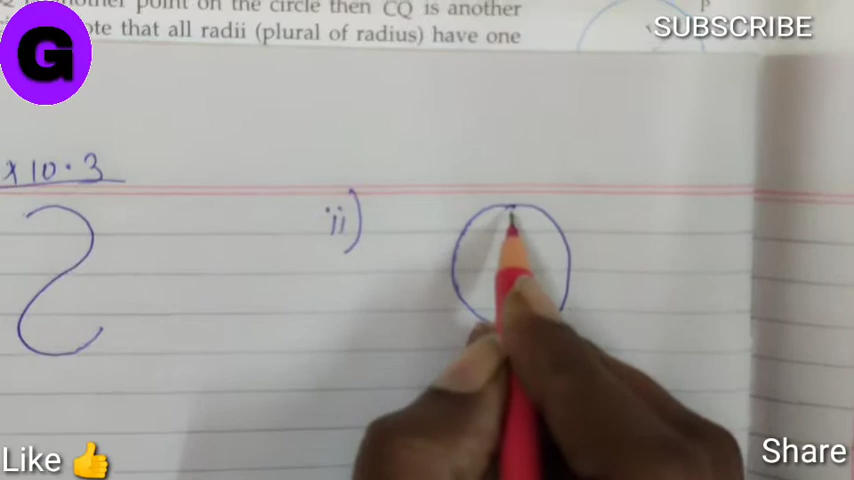 other point on the circle then CQ is another
P
ote that all radii (plural of radius) have one
SUBSCRIBE
G
x 10.3
ii)
Like 👍
Share